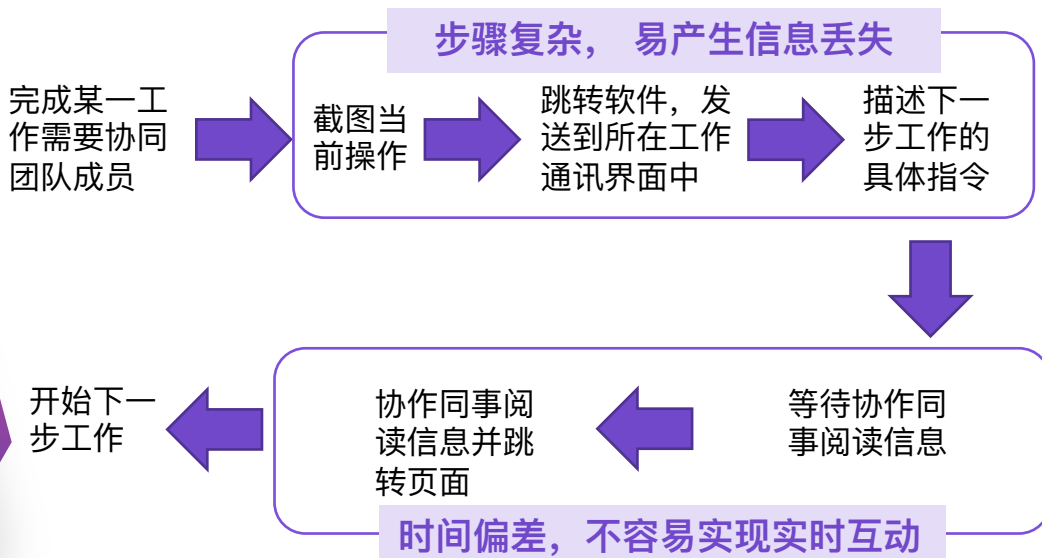 步骤复杂， 易产生信息丢失
完成某一工
作需要协同
团队成员
截图当
前操作
跳转软件，发
送到所在工作
通讯界面中
描述下一
步工作的
具体指令
等待协作同
事阅读信息
协作同事阅
读信息并跳
转页面
开始下一
步工作
时间偏差，不容易实现实时互动